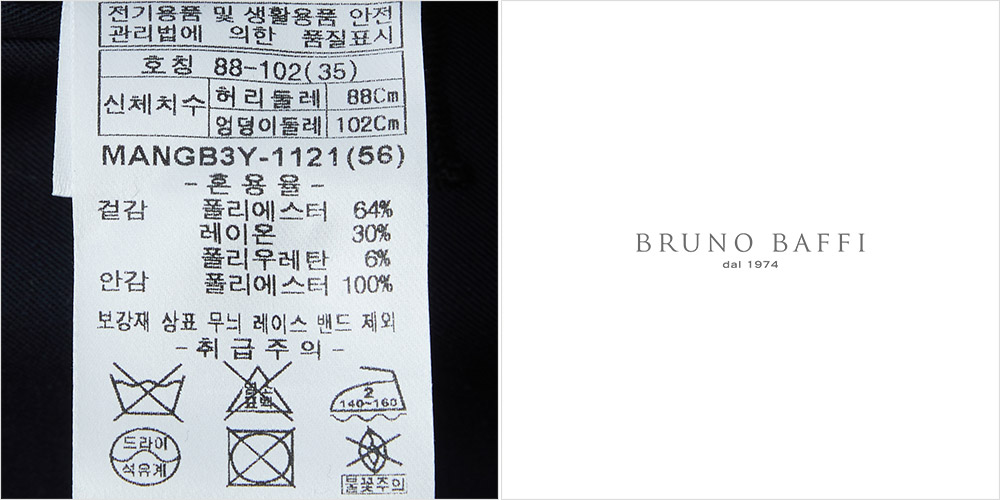 전기용품 및 생활용품 안전
관리법에 의한 품질표시
호칭 88-102(35)
신체치수 허리둘레 88Cm
엉덩이둘레 102Cm
MANGB3Y-1121(56)
-혼용율-
겉감 폴리에스터 64%
레이온 30%
폴리우레탄 6%
안감 폴리에스터 100%
보강재 상표 무늬 레이스 밴드 제외
-취급주의-
염소
표백
2
140~160
드라이
석유계
불꽃주의
BRUNO BAFFI
dal 1974